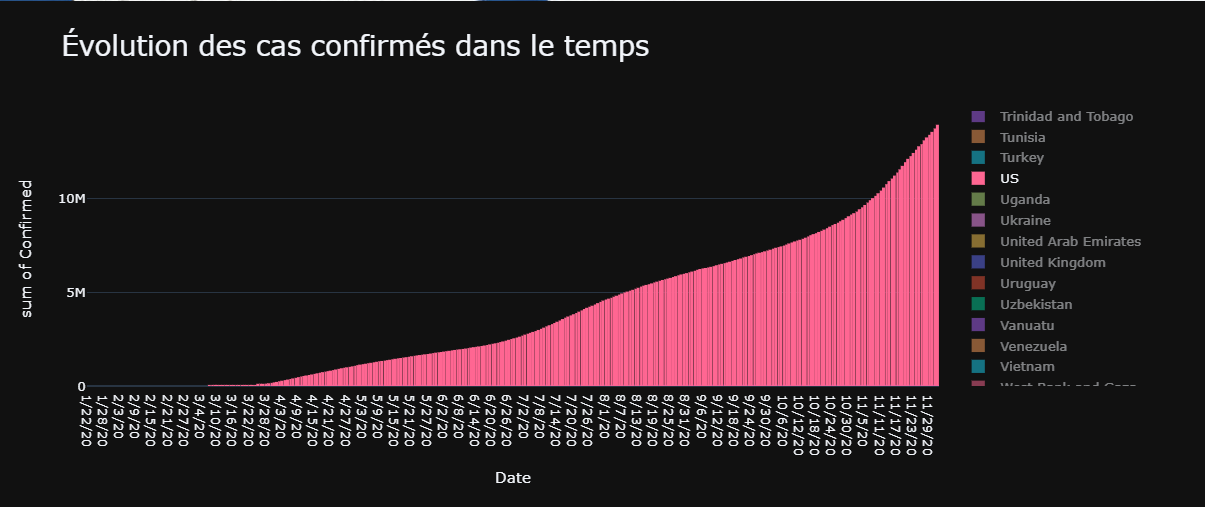 Évolution des cas confirmés dans le temps
sum of Confirmed
10M
5M
0
1/22/20
1/28/20
2/3/20
2/9/20
2/15/20
2/21/20
2/27/20
3/4/20
3/10/20
3/16/20
3/22/20
3/28/20
4/3/20
4/9/20
4/15/20
4/21/20
4/27/20
5/3/20
5/9/20
5/15/20
5/21/20
5/27/20
6/2/20
6/8/20
6/14/20
6/20/20
6/26/20
7/2/20
7/8/20
7/14/20
7/20/20
7/26/20
8/1/20
8/7/20
8/13/20
8/19/20
8/25/20
8/31/20
9/6/20
9/12/20
9/18/20
9/24/20
9/30/20
10/6/20
10/12/20
10/18/20
10/24/20
10/30/20
11/5/20
11/11/20
11/17/20
11/23/20
11/29/20
Date
Trinidad and Tobago
Tunisia
Turkey
US
Uganda
Ukraine
United Arab Emirates
United Kingdom
Uruguay
Uzbekistan
Vanuatu
Venezuela
Vietnam
West Bank and Gaza